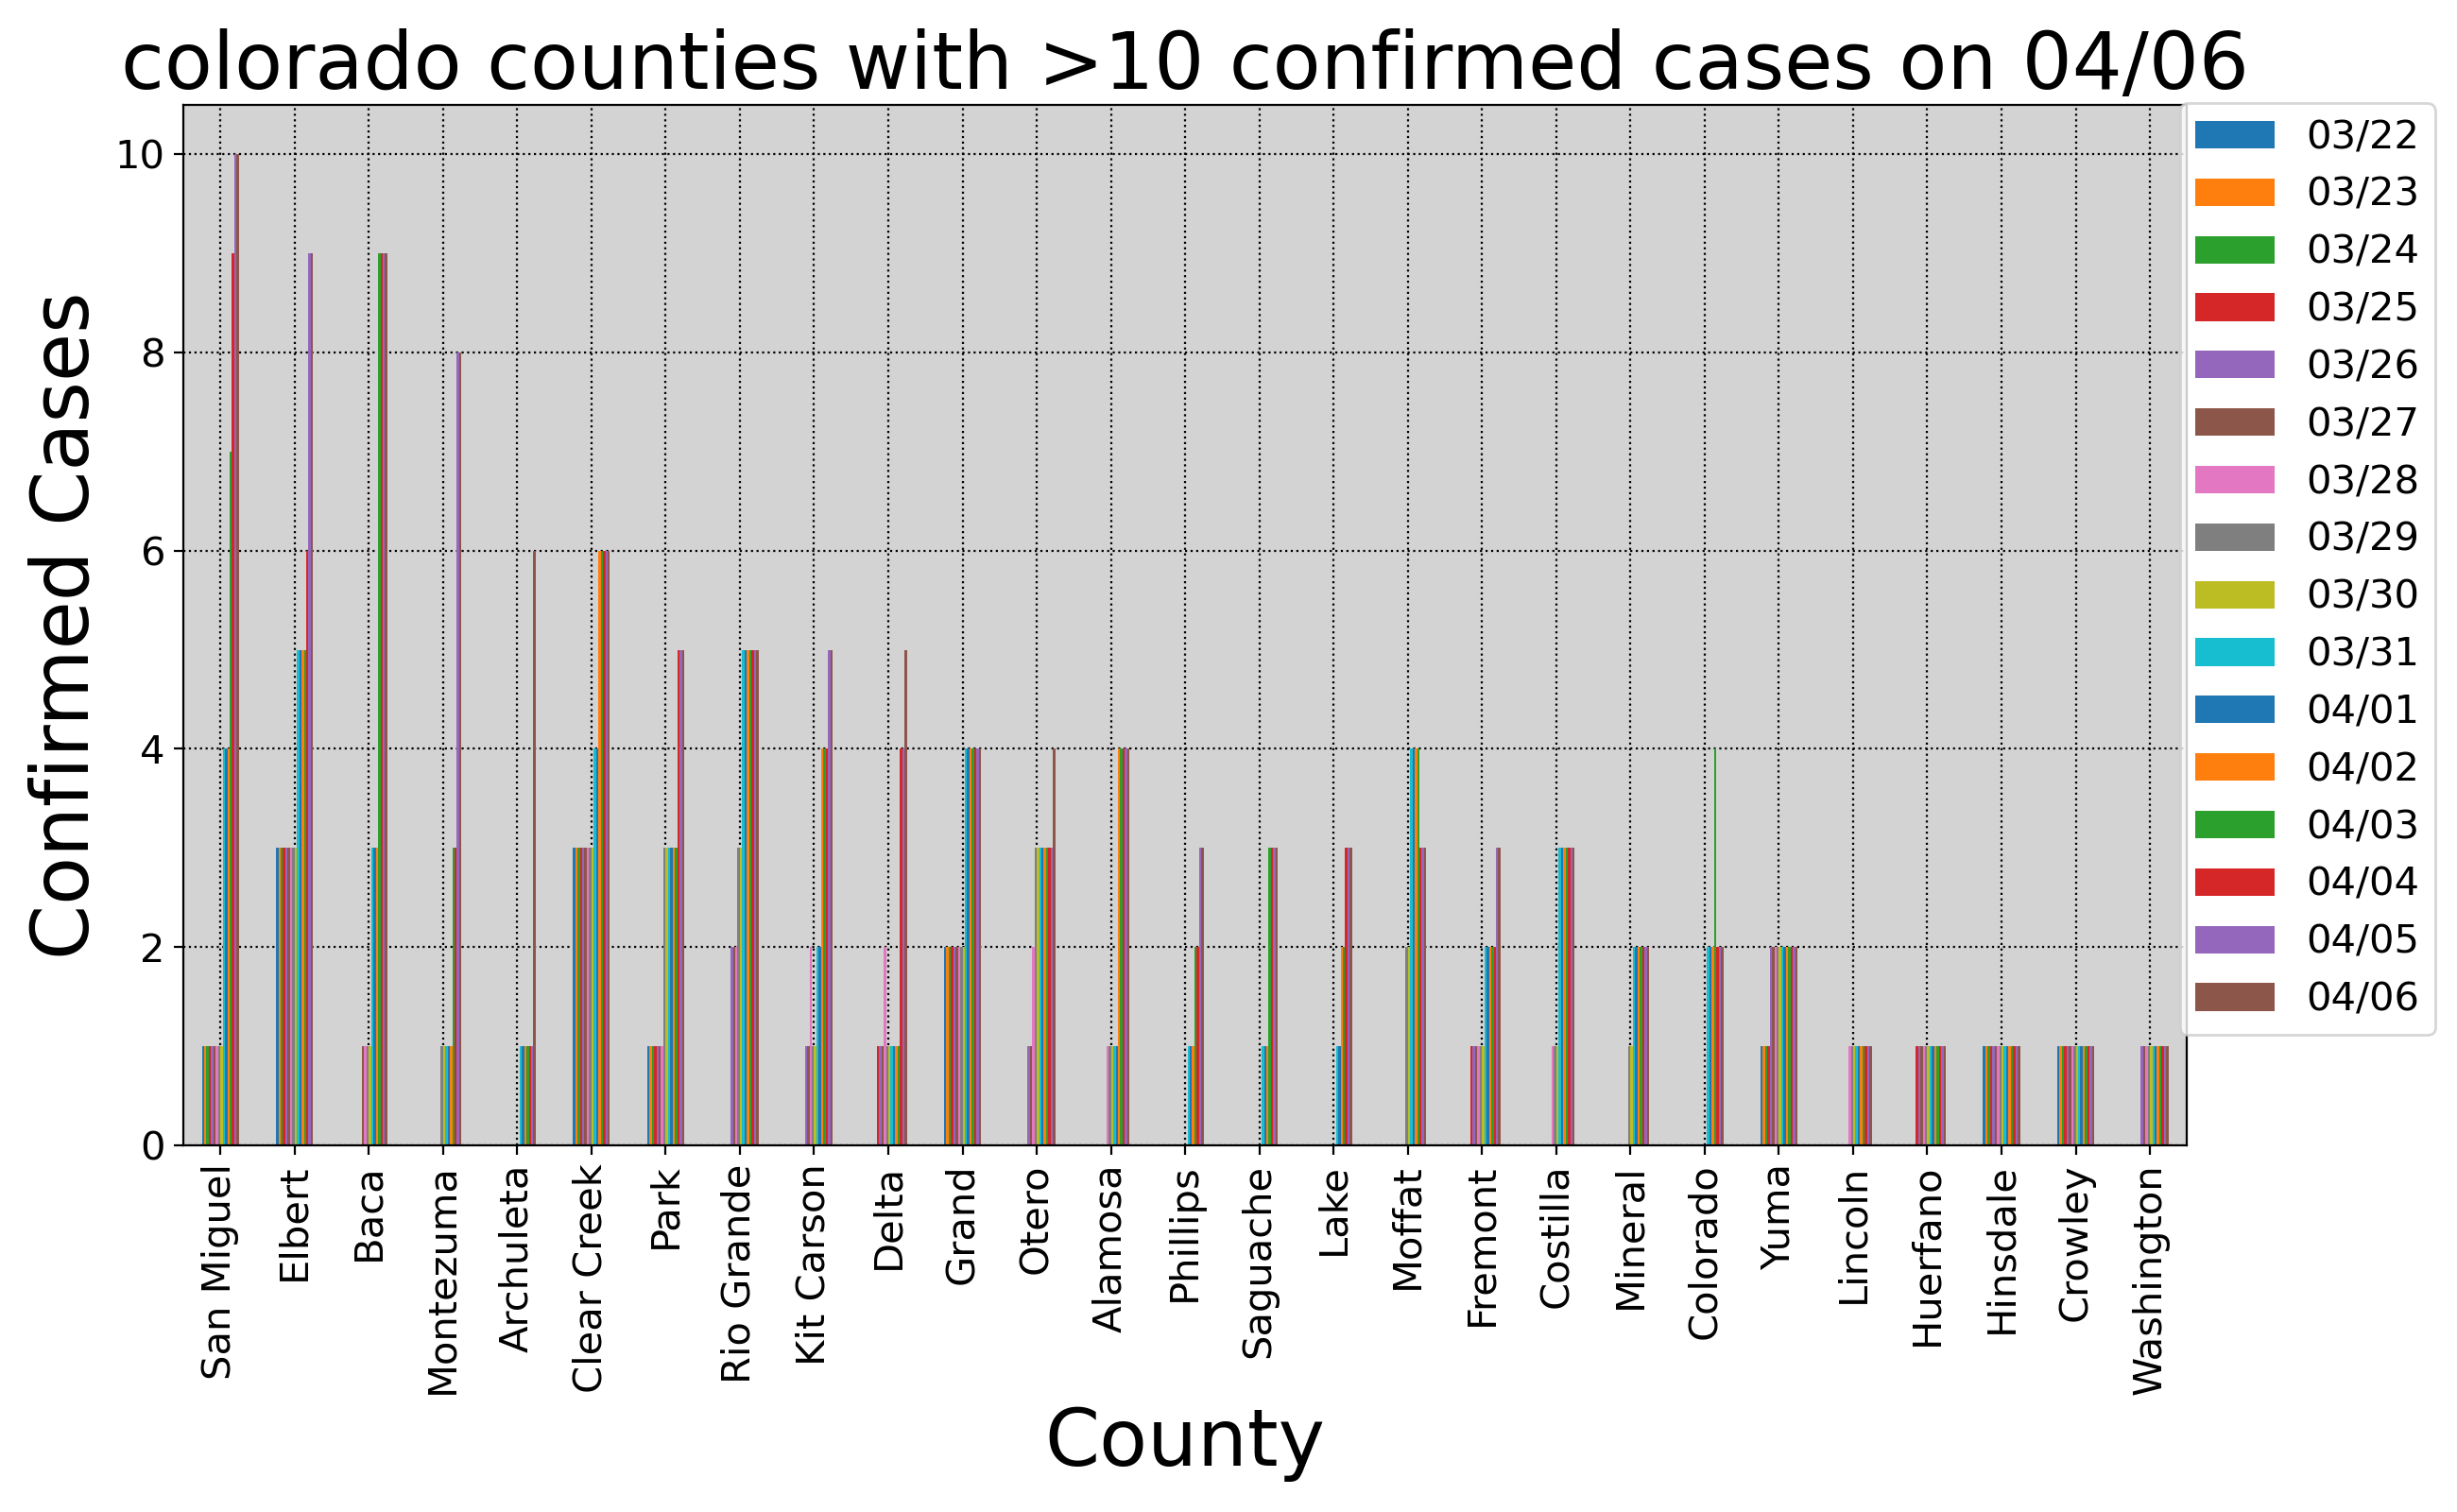 colorado counties with >10 confirmed cases on 04/06
Confirmed Cases
10
8
6
4
2
0
03/22
03/23
03/24
03/25
03/26
03/27
03/28
03/29
03/30
03/31
04/01
04/02
04/03
04/04
04/05
04/06
San Miguel
Elbert
Baca
Montezuma
Archuleta
Clear Creek
Park
Rio Grande
Kit Carson
Delta
Grand
Otero
Alamosa
Phillips
Saguache
Lake
Moffat
Fremont
Costilla
Mineral
Colorado
Yuma
Lincoln
Huerfano
Hinsdale
Crowley
Washington
County